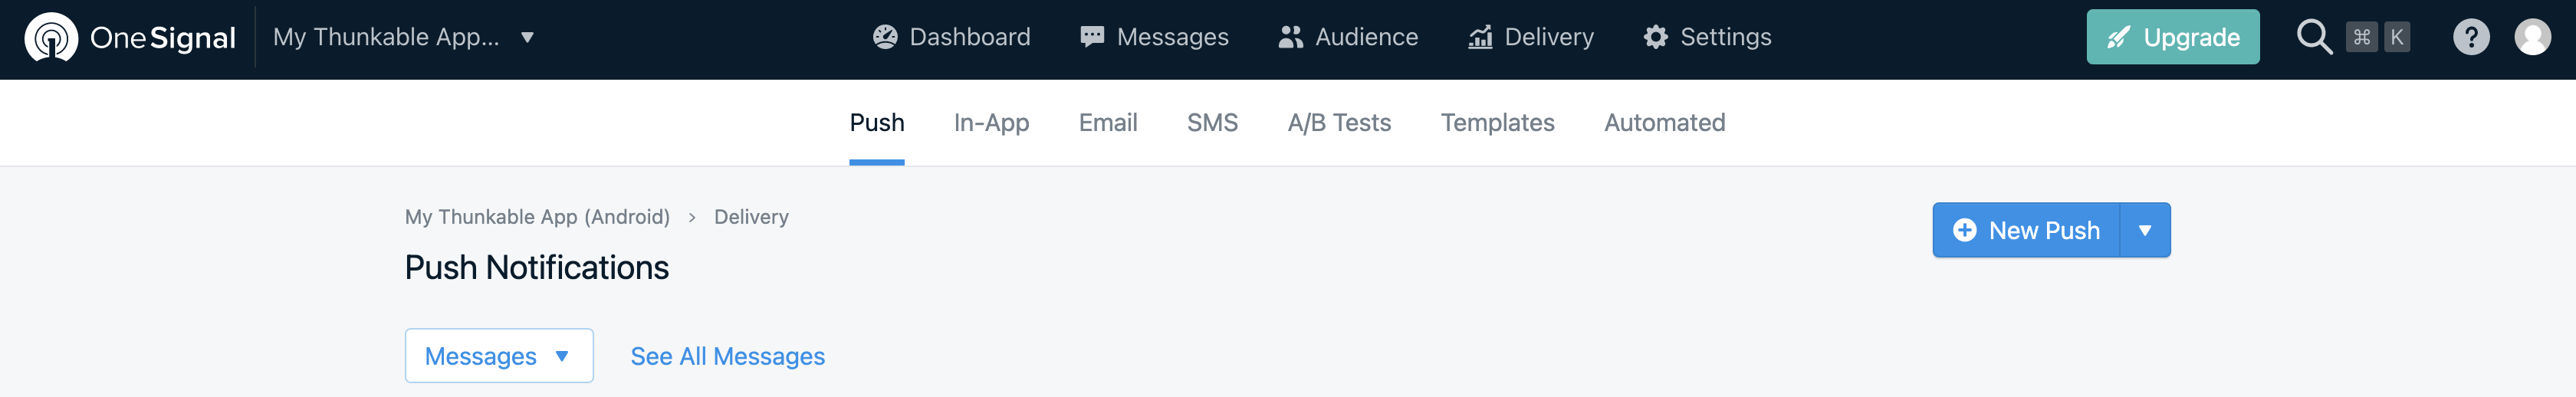 OneSignal My Thunkable App... Dashboard Messages Audience Delivery Settings Upgrade ⌘ K ?
Push In-App Email SMS A/B Tests Templates Automated
My Thunkable App (Android) > Delivery
New Push
Push Notifications
Messages See All Messages